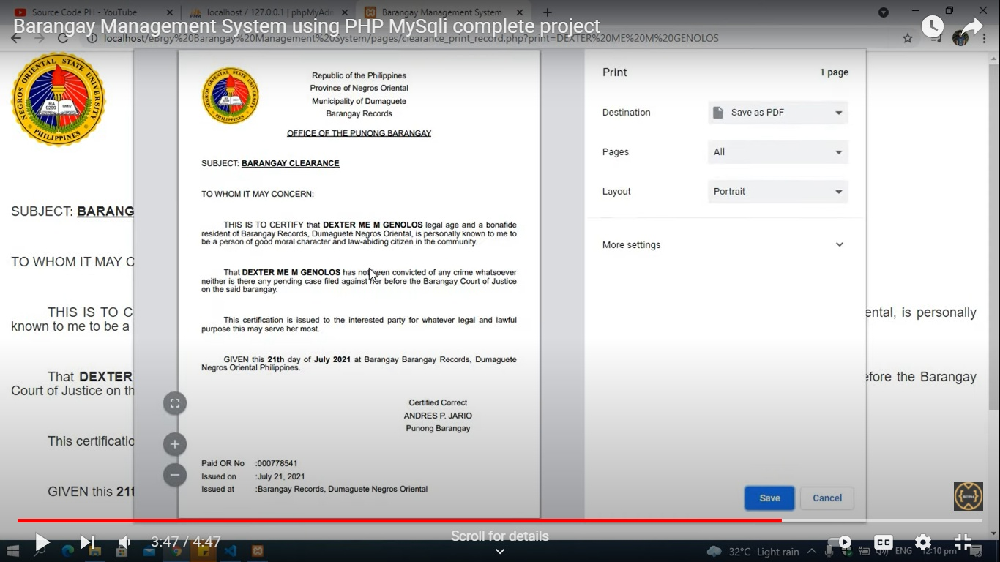 Source Code PH - YouTube
localhost / 127.0.0.1 | phpMyAdm
Barangay Management System
Barangay Management System using PHP MySqli complete project
localhost/eBrgy%20Barangay%20Management%20System/pages/clearance_print_record.php?print=DEXTER%20ME%20M%20GENOLOS
NEGROS ORIENTAL STATE UNIVERSITY
RA 9299
PHILIPPINES
SUBJECT: BARANG
TO WHOM IT MAY C
THIS IS TO C
known to me to be a
That DEXTER
Court of Justice on th
This certificatio
GIVEN this 21t
NEGROS ORIENTAL STATE UNIVERSITY
RA 9299
PHILIPPINES
Republic of the Philippines
Province of Negros Oriental
Municipality of Dumaguete
Barangay Records
OFFICE OF THE PUNONG BARANGAY
SUBJECT: BARANGAY CLEARANCE
TO WHOM IT MAY CONCERN:
THIS IS TO CERTIFY that DEXTER ME M GENOLOS legal age and a bonafide
resident of Barangay Records, Dumaguete Negros Oriental, is personally known to me to
be a person of good moral character and law-abiding citizen in the community.
That DEXTER ME M GENOLOS has not been convicted of any crime whatsoever
neither is there any pending case filed against her before the Barangay Court of Justice
on the said barangay.
This certification is issued to the interested party for whatever legal and lawful
purpose this may serve her most.
GIVEN this 21th day of July 2021 at Barangay Barangay Records, Dumaguete
Negros Oriental Philippines.
Certified Correct
ANDRES P. JARIO
Punong Barangay
Paid OR No :000778541
Issued on :July 21, 2021
Issued at :Barangay Records, Dumaguete Negros Oriental
Print 1 page
Destination Save as PDF
Pages All
Layout Portrait
More settings
Save Cancel
ental, is personally
efore the Barangay
SCPH
3:47 / 4:47
Scroll for details
CC
32°C Light rain ENG 12:10 pm